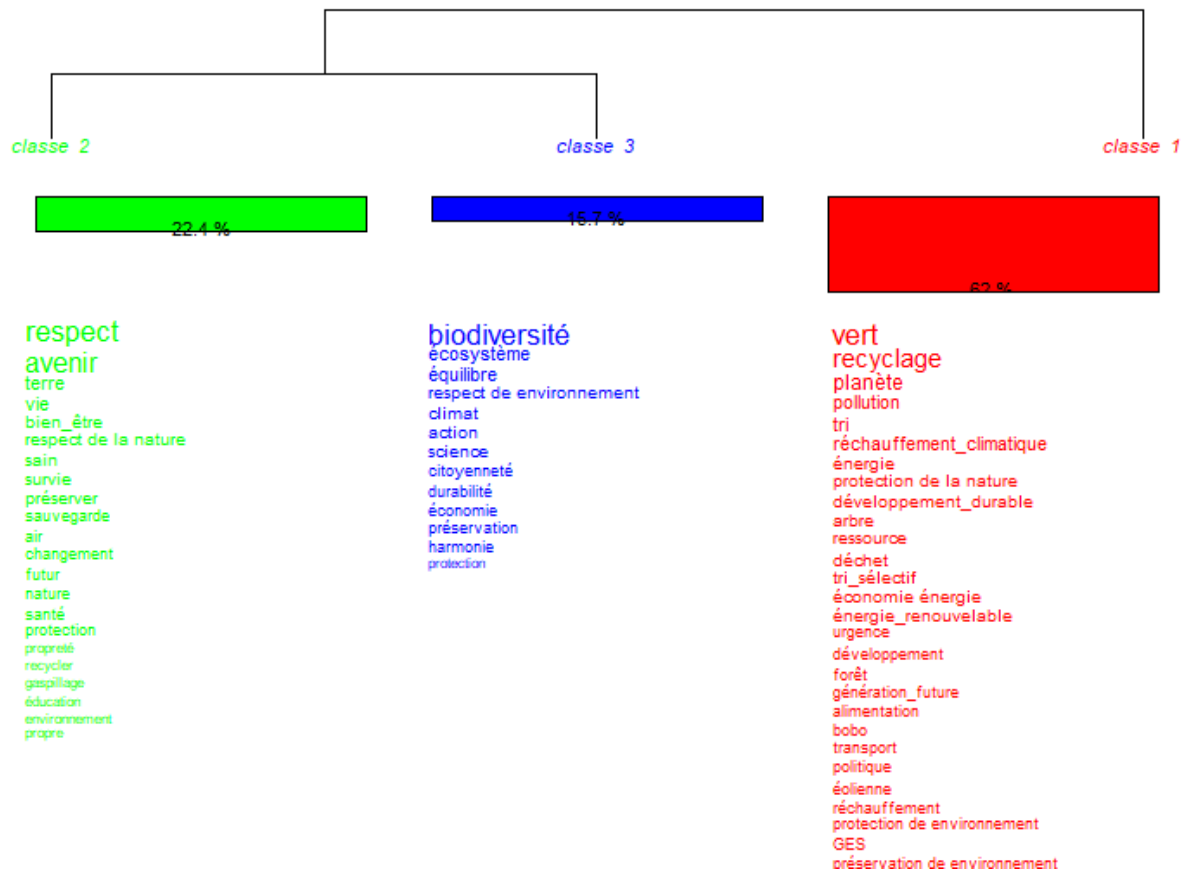 classe 2
classe 3
classe 1
22.4 %
15.7 %
62 %
respect
avenir
terre
vie
bien_être
respect de la nature
sain
survie
préserver
sauvegarde
air
changement
futur
nature
santé
protection
propreté
recycler
gaspillage
éducation
environnement
propre
biodiversité
écosystème
équilibre
respect de environnement
climat
action
science
citoyenneté
durabilité
économie
préservation
harmonie
protection
vert
recyclage
planète
pollution
tri
réchauffement_climatique
énergie
protection de la nature
développement_durable
arbre
ressource
déchet
tri_sélectif
économie énergie
énergie_renouvelable
urgence
développement
forêt
génération_future
alimentation
bobo
transport
politique
éolienne
réchauffement
protection de environnement
GES
préservation de environnement